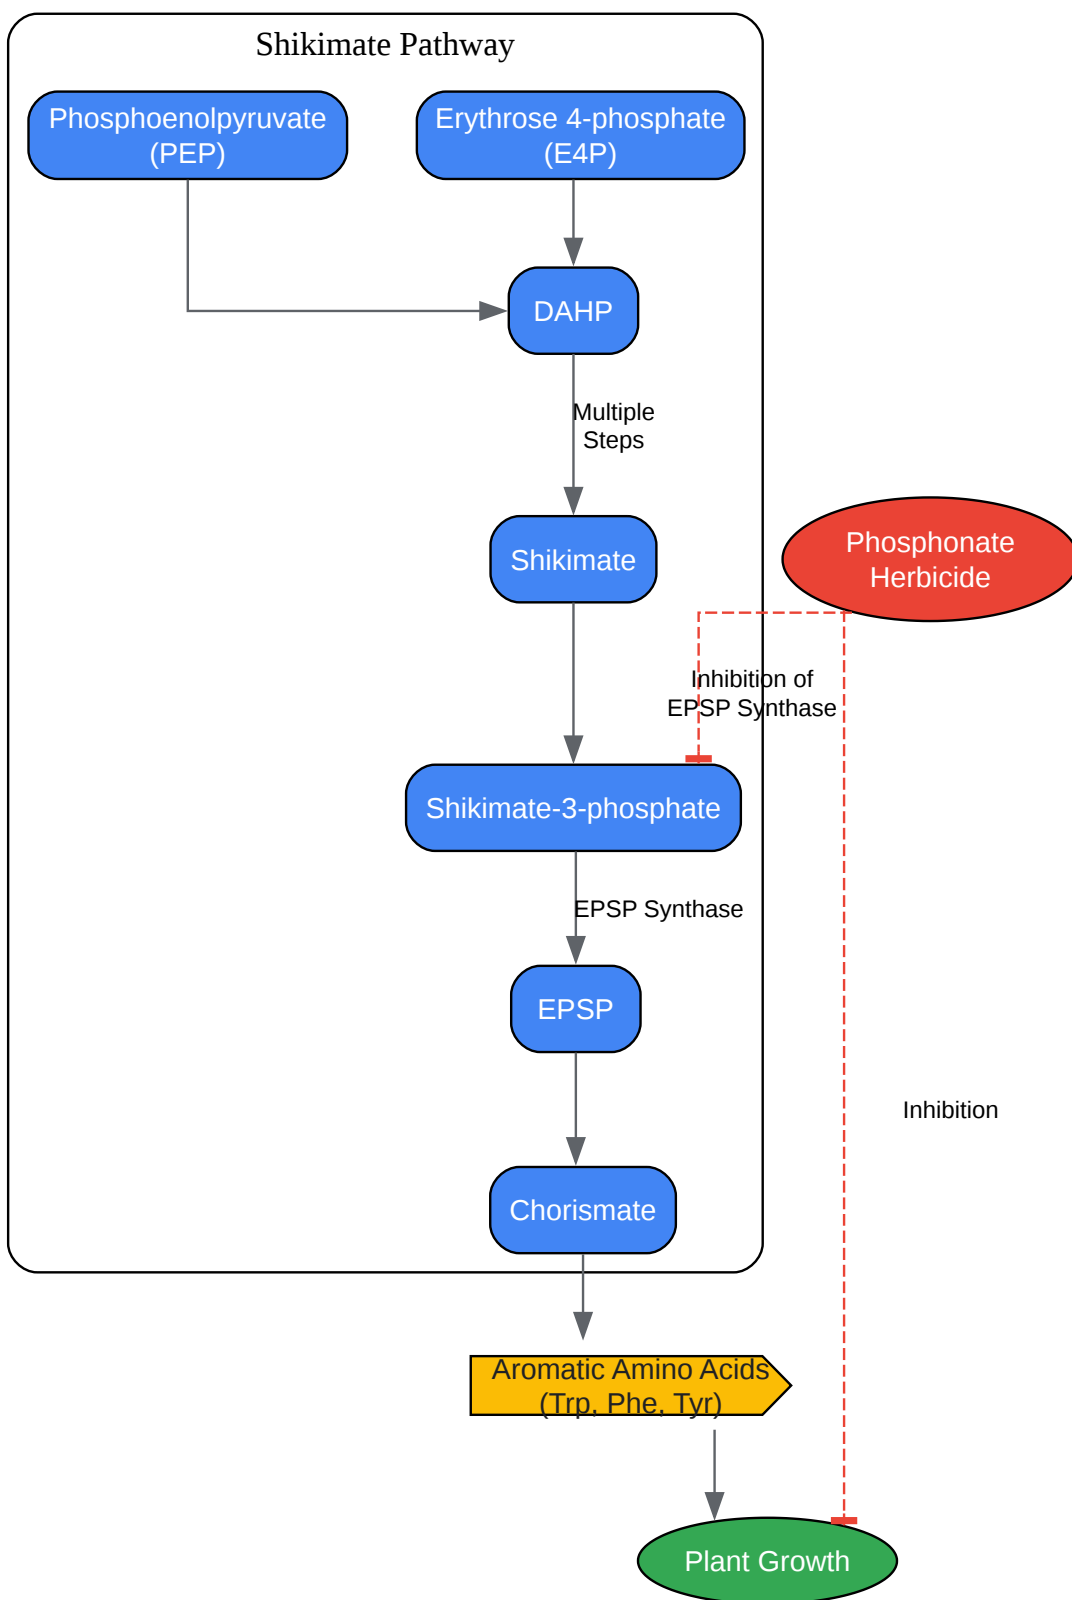 Shikimate Pathway
Phosphoenolpyruvate
(PEP)
Erythrose 4-phosphate
(E4P)
DAHP
Multiple
Steps
Shikimate
Phosphonate
Herbicide
Inhibition of
EPSP Synthase
Shikimate-3-phosphate
EPSP Synthase
EPSP
Inhibition
Chorismate
Aromatic Amino Acids
(Trp, Phe, Tyr)
Plant Growth